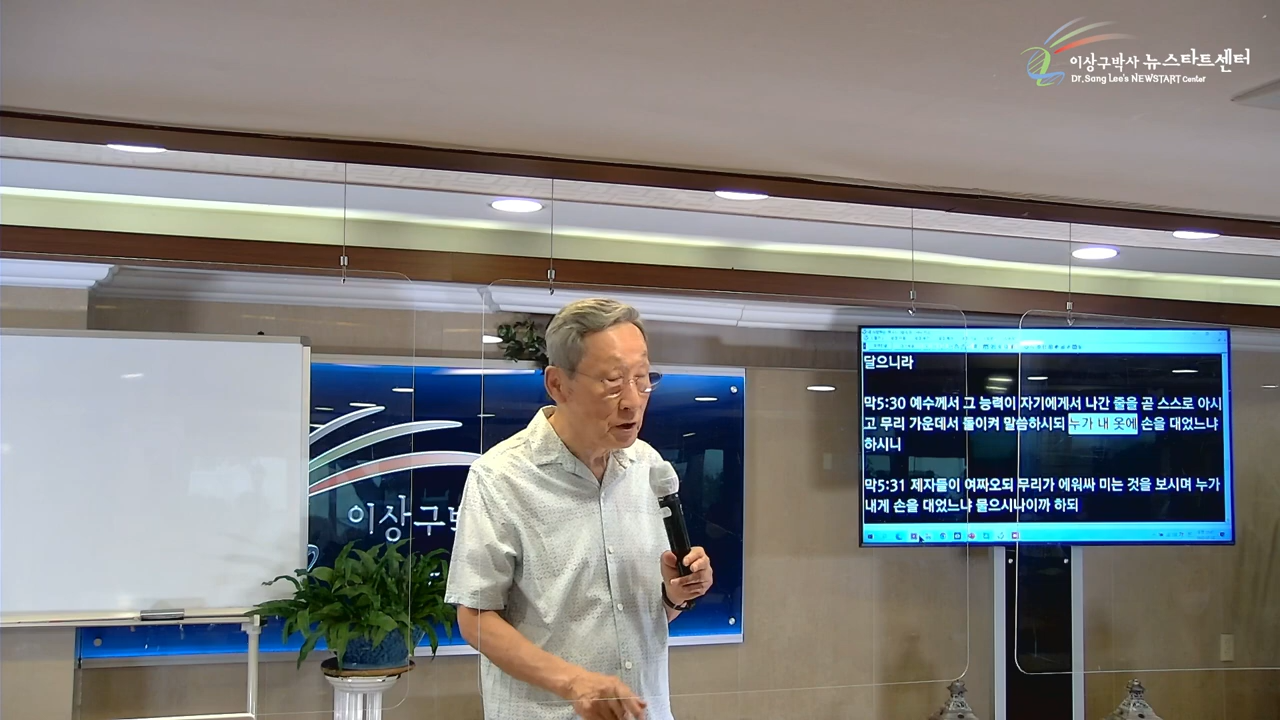 이상구박사 뉴스타트센터
Dr. Sang Lee's NEWSTART Center
달으니라
막5:30 예수께서 그 능력이 자기에게서 나간 줄을 곧 스스로 아시
고 무리 가운데서 돌이켜 말씀하시되 누가 내 옷에 손을 대었느냐
하시니
막5:31 제자들이 여짜오되 무리가 에워싸 미는 것을 보시며 누가
내게 손을 대었느냐 물으시나이까 하되
이상구